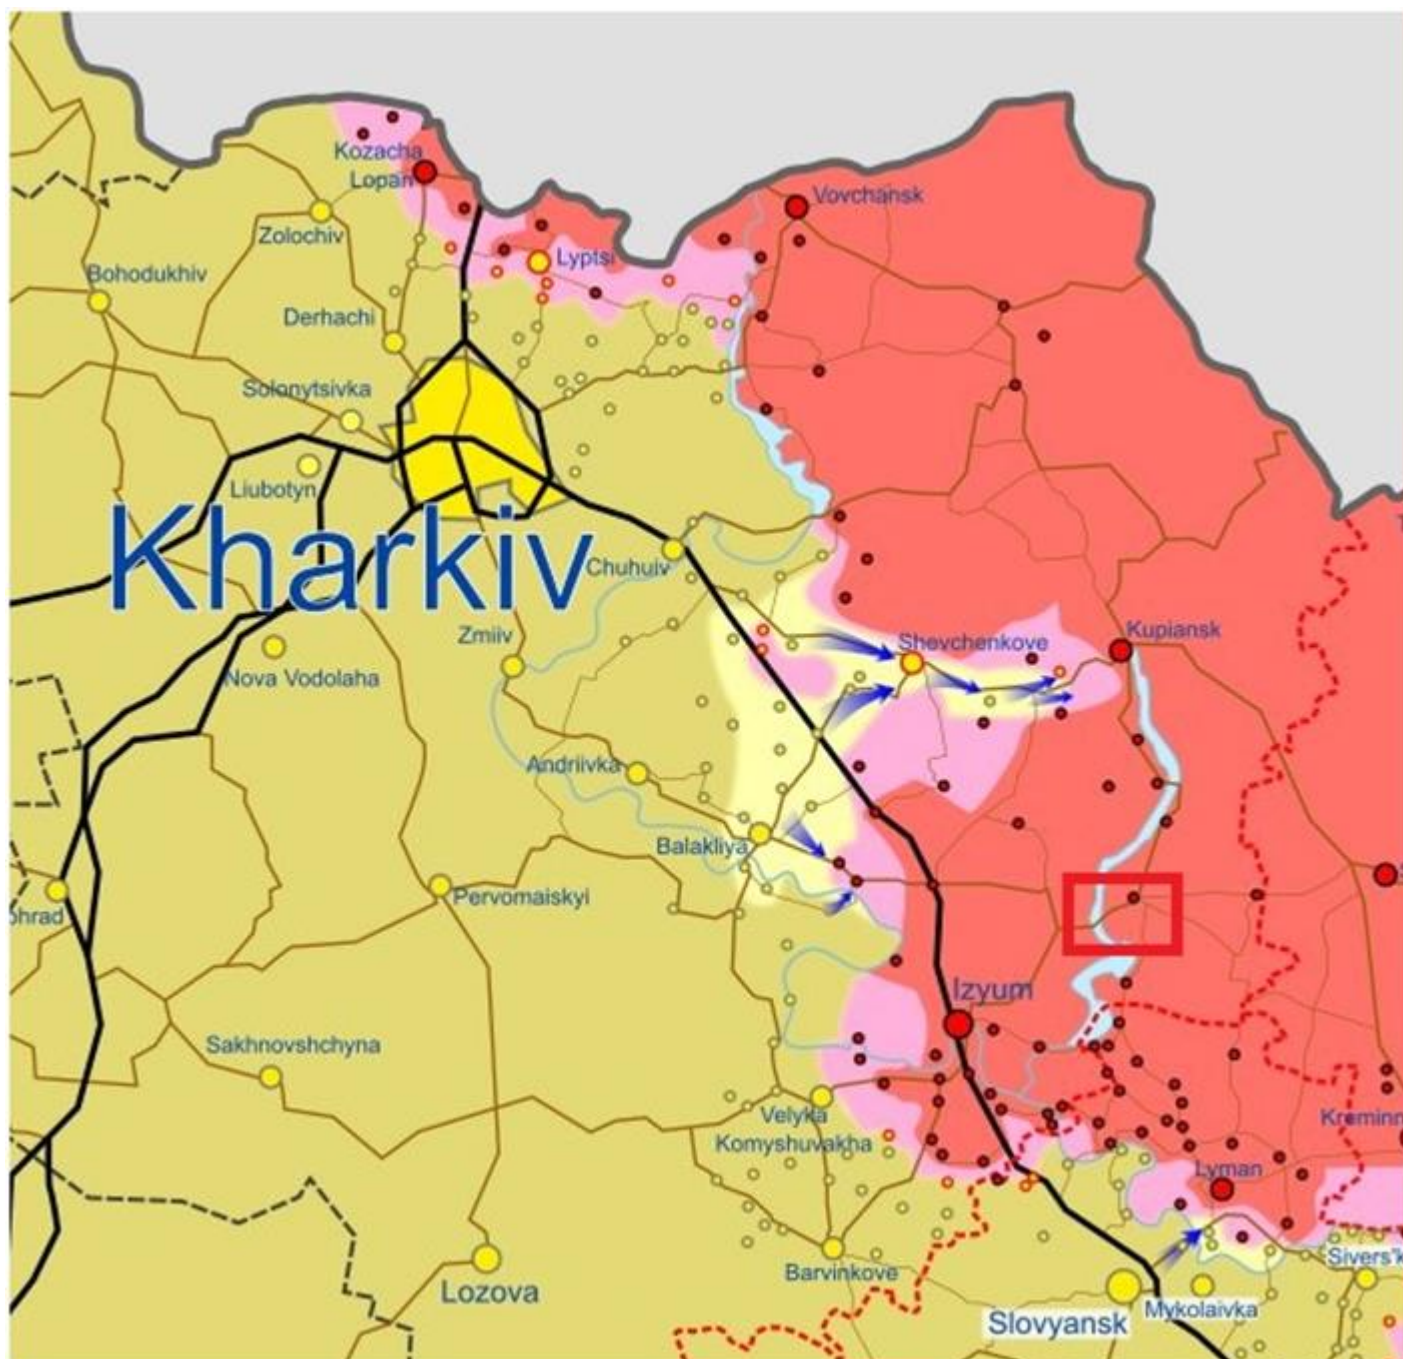 Kozacha
Lopan
Vovchansk
Zolochiv
Lyptsi
Bohodukhiv
Derhachi
Solonytsivka
Liubotyn
Kharkiv
Chuhuiv
Zmiiv
Shevchenkove
Kupiansk
Nova Vodolaha
Andriivka
Balakliya
Pervomaiskyi
ohrad
Izyum
Sakhnovshchyna
Velyka
Komyshuvakha
Kreminn
Lyman
Barvinkove
Sivers'k
Lozova
Slovyansk
Mykolaivka